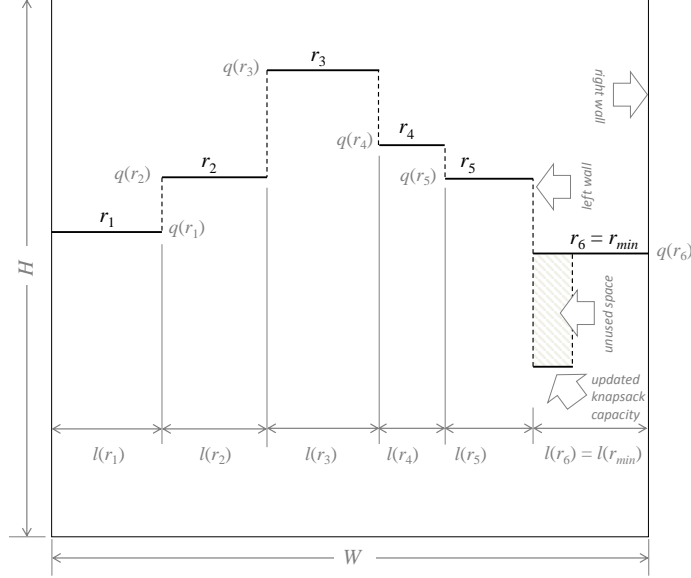 r3
q(r3)
right wall
r4
q(r4)
r2
q(r2)
r5
q(r5)
left wall
r1
q(r1)
r6 = rmin
q(r6)
H
unused space
updated
knapsack
capacity
l(r1)
l(r2)
l(r3)
l(r4)
l(r5)
l(r6) = l(rmin)
W